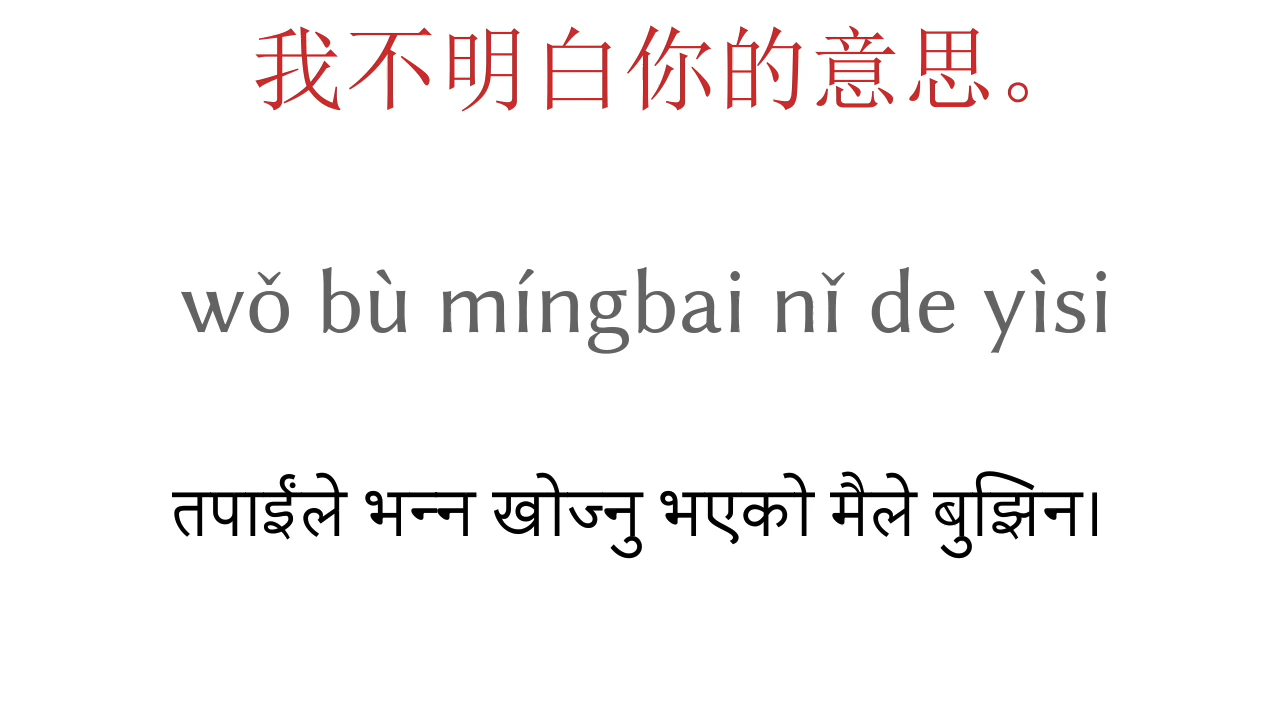 我不明白你的意思。
wǒ bù míngbai nǐ de yìsi
तपाईंले भन्न खोज्नु भएको मैले बुझिन।